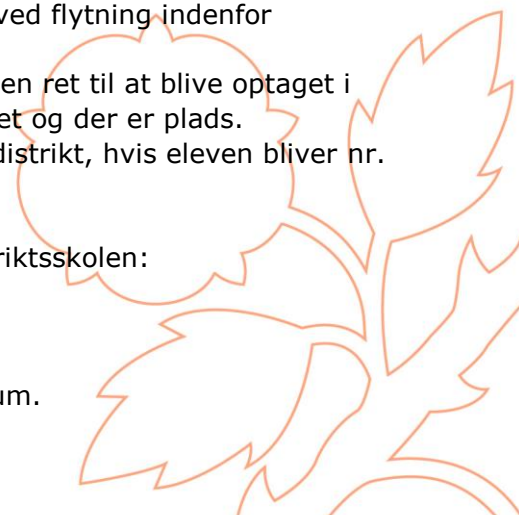 ved flytning indenfor
en ret til at blive optaget i
et og der er plads.
distrikt, hvis eleven bliver nr.
riktsskolen:
um.